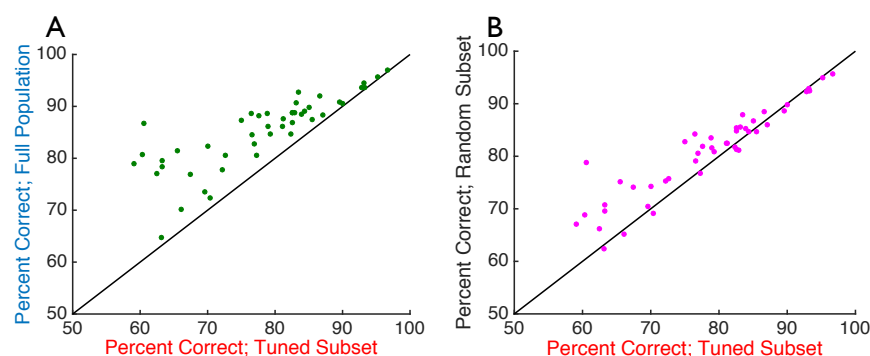 A
Percent Correct; Full Population
100
90
80
70
60
50
50 60 70 80 90 100
Percent Correct; Tuned Subset
B
Percent Correct; Random Subset
100
90
80
70
60
50
50 60 70 80 90 100
Percent Correct; Tuned Subset